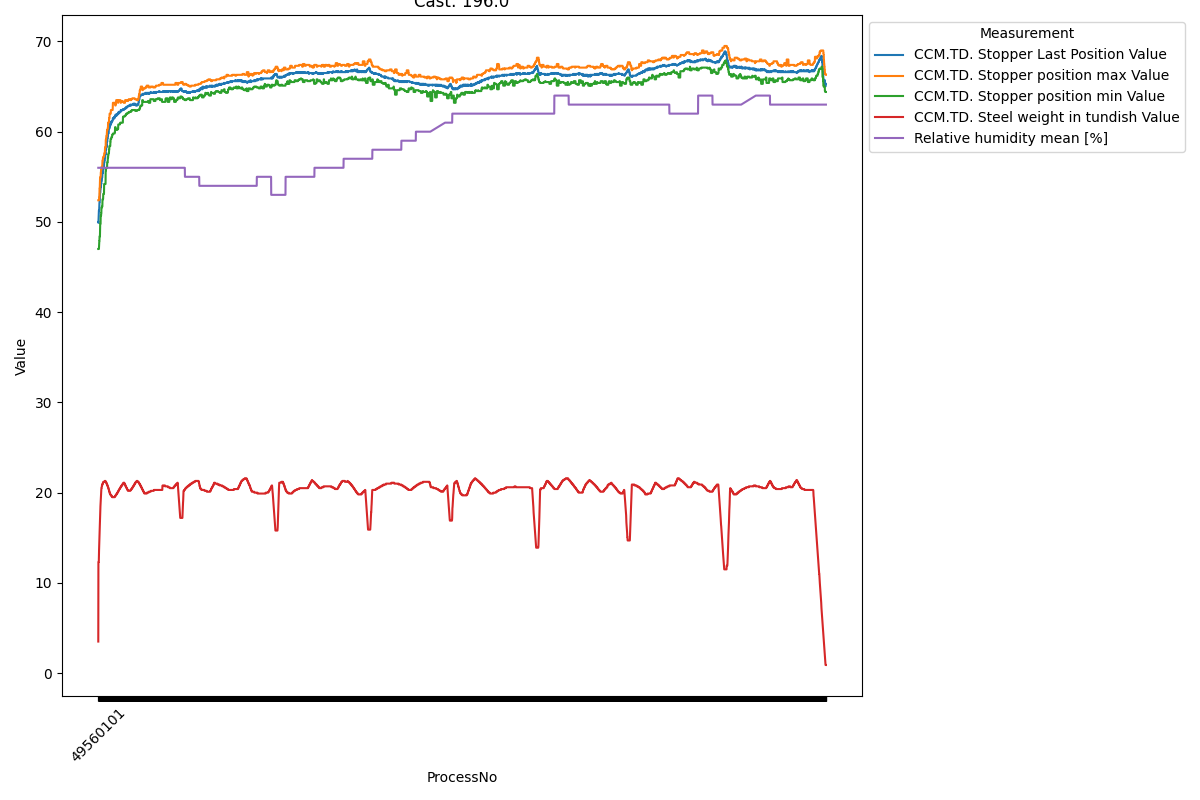 Cast: 196.0
Measurement
CCM.TD. Stopper Last Position Value
CCM.TD. Stopper position max Value
CCM.TD. Stopper position min Value
CCM.TD. Steel weight in tundish Value
Relative humidity mean [%]
70
60
50
40
30
20
10
0
Value
49560101
ProcessNo